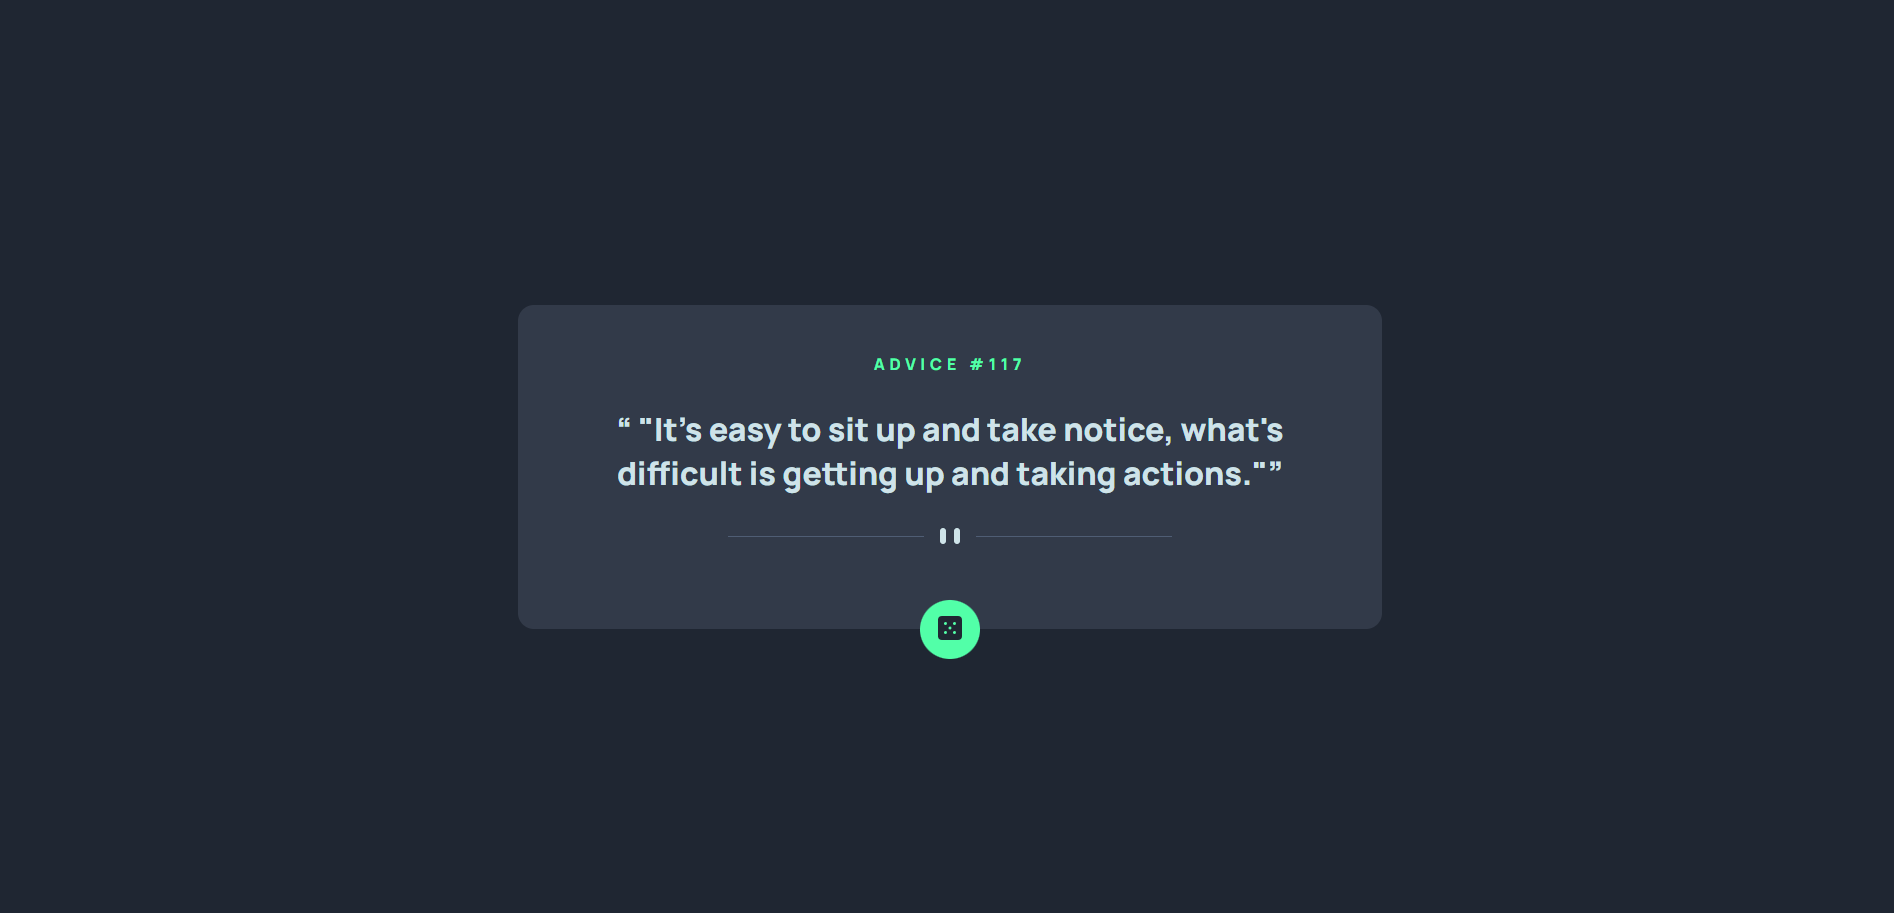 ADVICE #117
“ "It’s easy to sit up and take notice, what's
difficult is getting up and taking actions."”